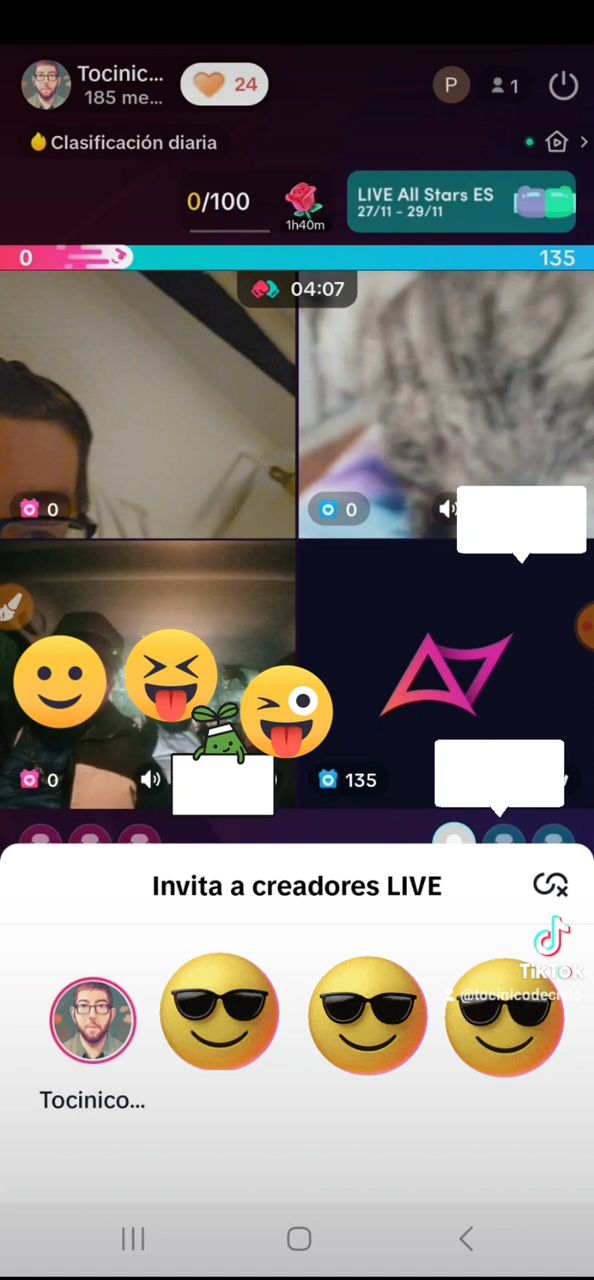 Tocinic...
24
185 me...
P
1
Clasificación diaria
0/100
1h40m
LIVE All Stars ES
27/11 - 29/11
0
135
04:07
0
0
0
135
Invita a creadores LIVE
TikTok
@tocinicodecielo
Tocinico...